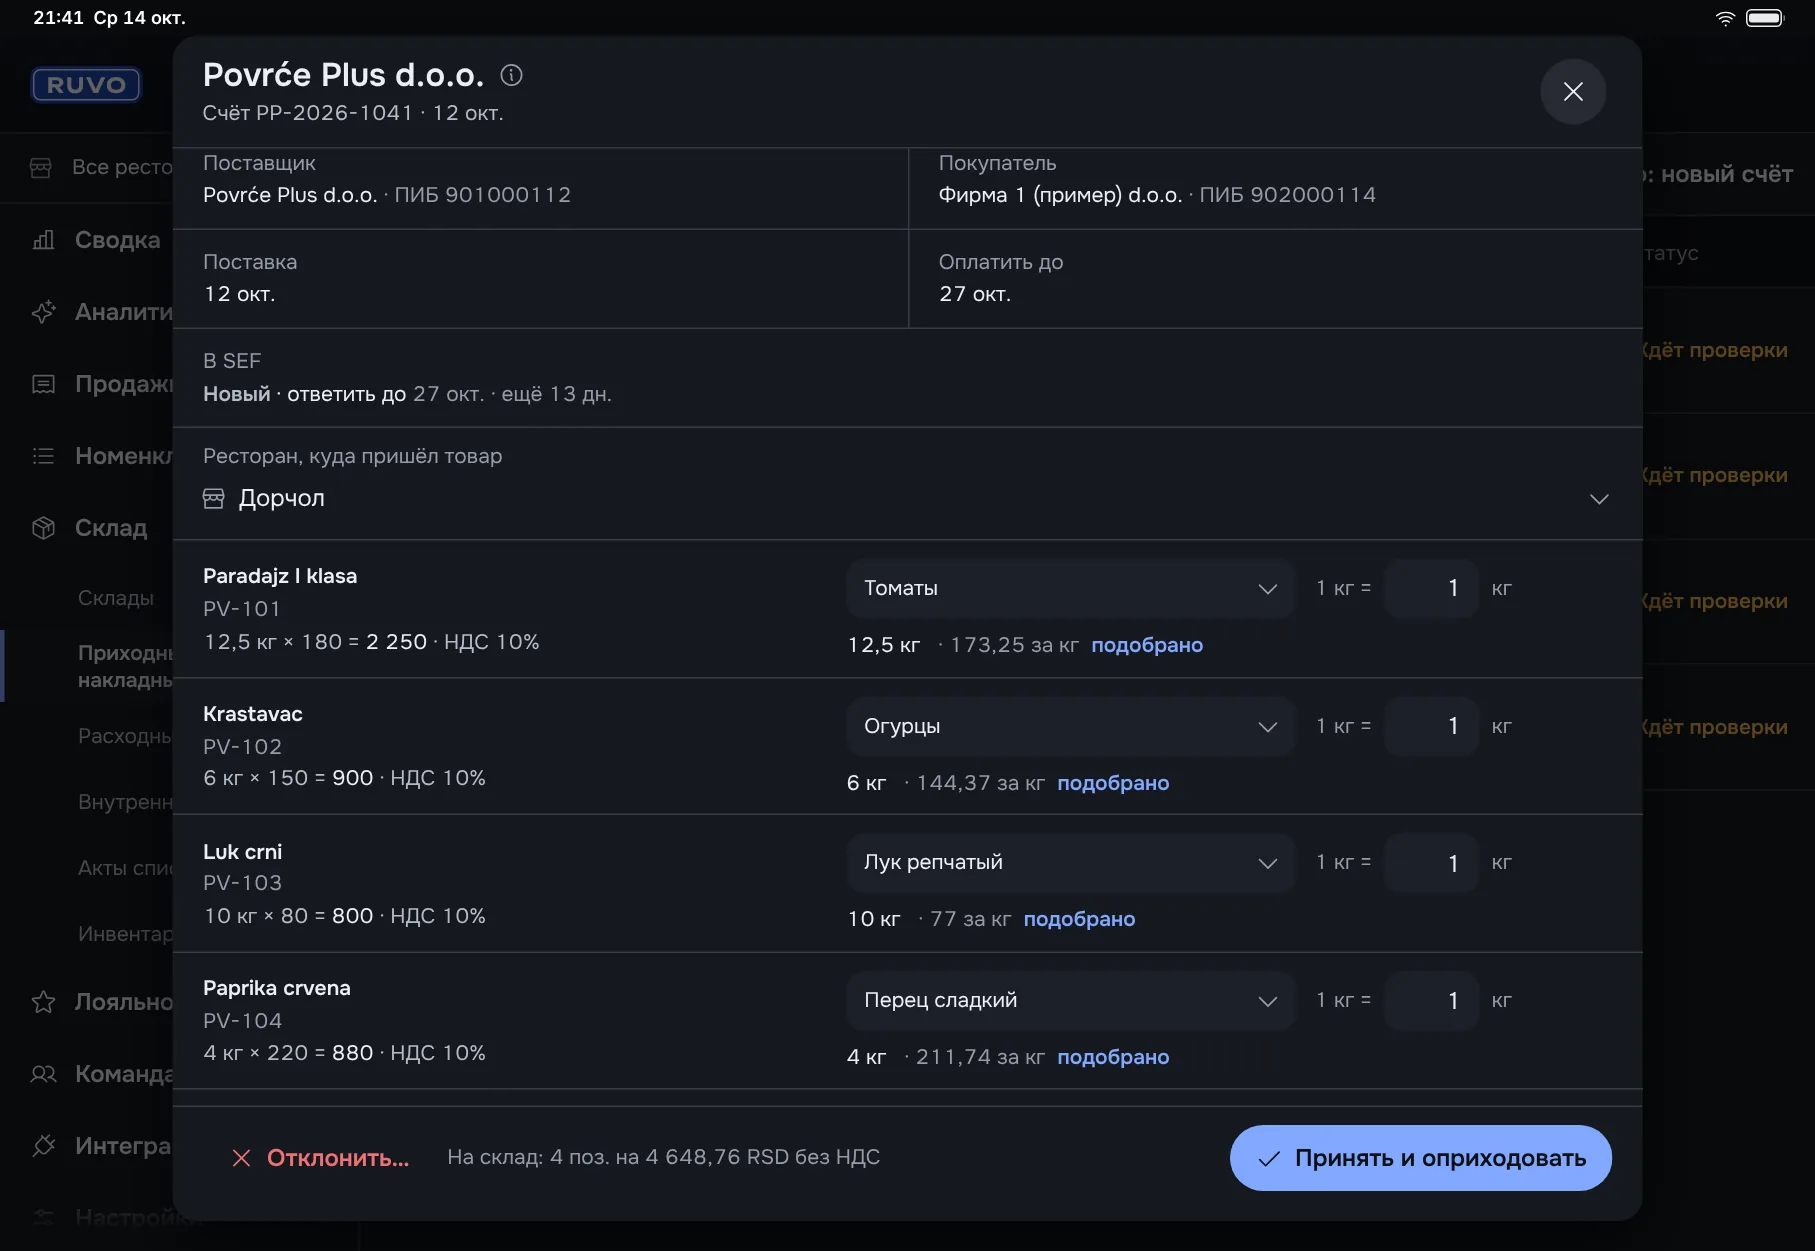 21:41 Ср 14 окт.
RUVO
Povrće Plus d.o.o.
Счёт PP-2026-1041 · 12 окт.
Все ресто
Сводка
Аналити
Продаж
Номенкл
Склад
Склады
Приходн
накладны
Расходны
Внутренн
Акты спи
Инвентар
Лояльно
Команда
Интегра
Настройки
Поставщик
Povrće Plus d.o.o. · ПИБ 901000112
Покупатель
Фирма 1 (пример) d.o.o. · ПИБ 902000114
Поставка
12 окт.
Оплатить до
27 окт.
В SEF
Новый · ответить до 27 окт. · ещё 13 дн.
Ресторан, куда пришёл товар
Дорчол
Paradajz I klasa
PV-101
12,5 кг × 180 = 2 250 · НДС 10%
Томаты
1 кг = 1 кг
12,5 кг · 173,25 за кг подобрано
Krastavac
PV-102
6 кг × 150 = 900 · НДС 10%
Огурцы
1 кг = 1 кг
6 кг · 144,37 за кг подобрано
Luk crni
PV-103
10 кг × 80 = 800 · НДС 10%
Лук репчатый
1 кг = 1 кг
10 кг · 77 за кг подобрано
Paprika crvena
PV-104
4 кг × 220 = 880 · НДС 10%
Перец сладкий
1 кг = 1 кг
4 кг · 211,74 за кг подобрано
Отклонить...
На склад: 4 поз. на 4 648,76 RSD без НДС
Принять и оприходовать
: новый счёт
татус
Ждёт проверки
Ждёт проверки
Ждёт проверки
Ждёт проверки